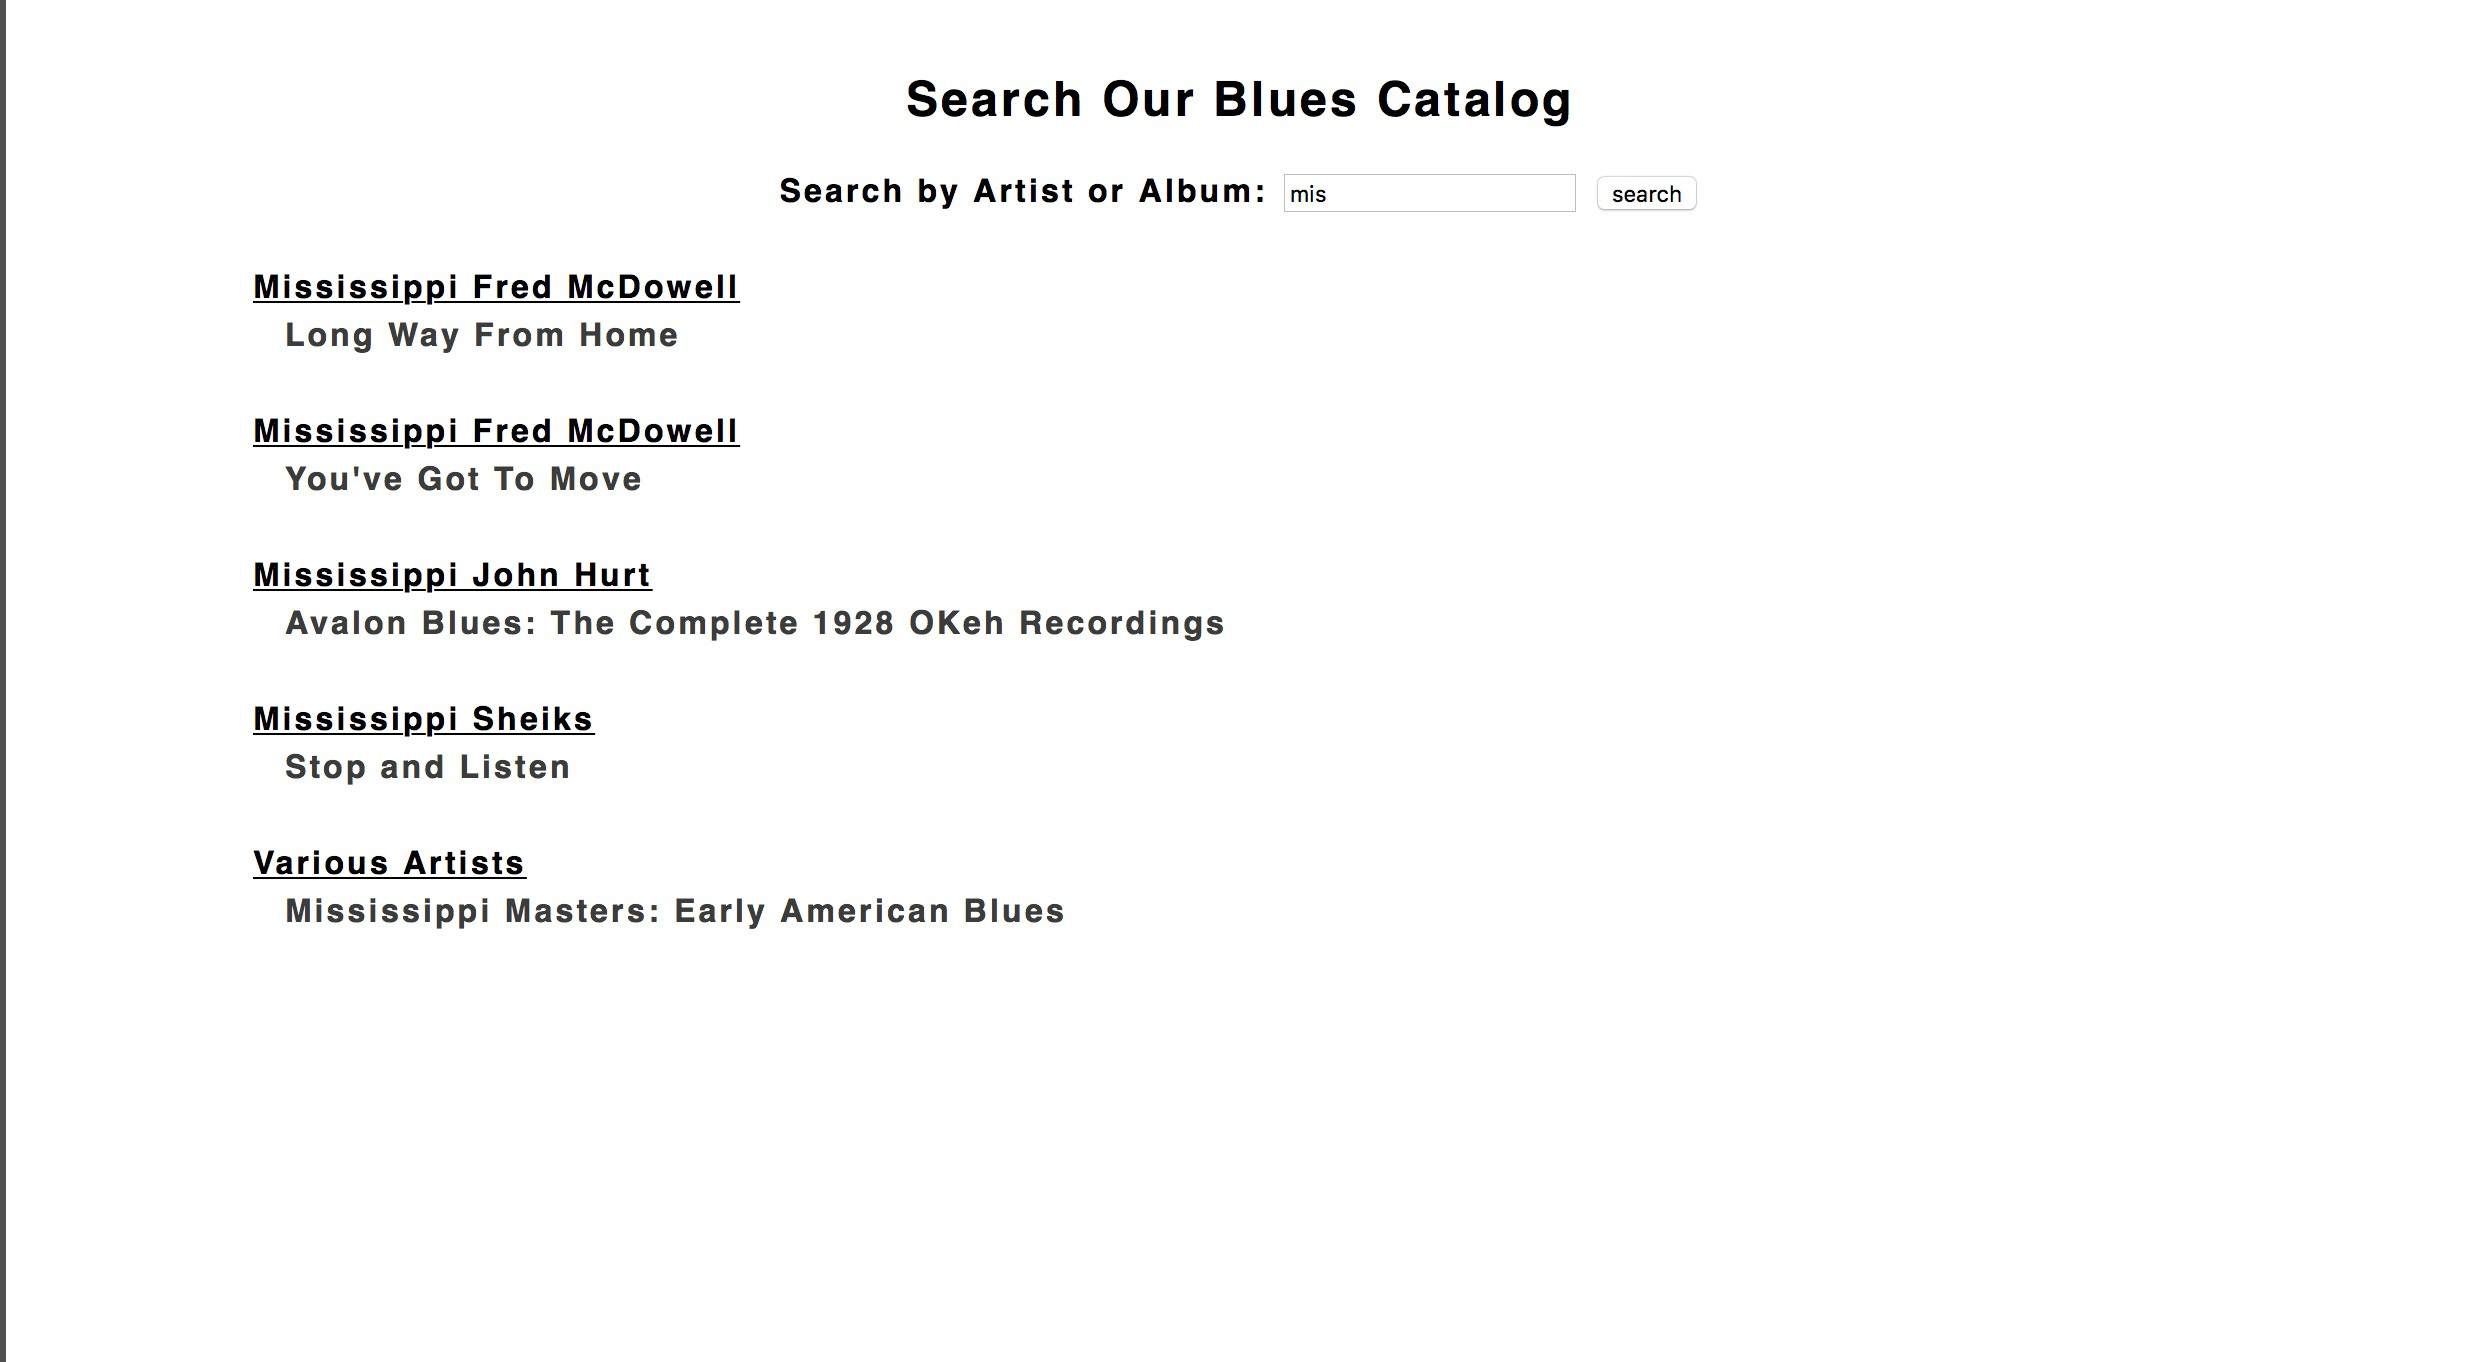 Search Our Blues Catalog
Search by Artist or Album: mis search
Mississippi Fred McDowell
Long Way From Home
Mississippi Fred McDowell
You've Got To Move
Mississippi John Hurt
Avalon Blues: The Complete 1928 OKeh Recordings
Mississippi Sheiks
Stop and Listen
Various Artists
Mississippi Masters: Early American Blues